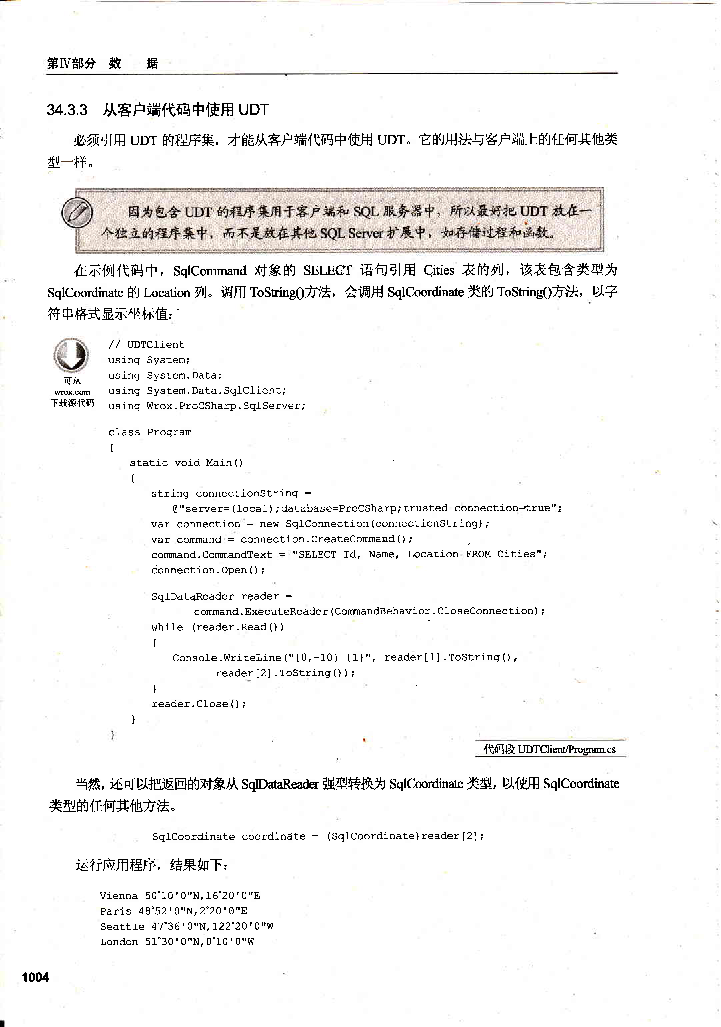 第Ⅳ部分 数 据
34.3.3 从客户端代码中使用 UDT
必须引用 UDT 的程序集，才能从客户端代码中使用 UDT。它的用法与客户端上的任何其他类
型一样。
因为包含 UDT 的程序集用于客户端和 SQL 服务器中，所以最好把 UDT 放在一
个独立的程序集中，而不是放在其他 SQL Server 扩展中，如存储过程和函数。
在示例代码中，SqlCommand 对象的 SELECT 语句引用 Cities 表的列，该表包含类型为
SqlCoordinate 的 Location 列。调用 ToString()方法，会调用 SqlCoordinate 类的 ToString()方法，以字
符串格式显示坐标值：
可从
wrox.com
下载源代码
// UDTClient
using System;
using System.Data;
using System.Data.SqlClient;
using Wrox.ProCSharp.SqlServer;
class Program
{
static void Main()
{
string connectionString =
@"server=(local);database=ProCSharp;trusted connection=true";
var connection = new SqlConnection(connectionString);
var command = connection.CreateCommand();
command.CommandText = "SELECT Id, Name, Location FROM Cities";
connection.Open();
SqlDataReader reader =
command.ExecuteReader(CommandBehavior.CloseConnection);
while (reader.Read())
{
Console.WriteLine("{0,-10} {1}", reader[1].ToString(),
reader[2].ToString());
}
reader.Close();
}
}
代码段 UDTClient/Program.cs
当然，还可以把返回的对象从 SqlDataReader 强型转换为 SqlCoordinate 类型，以使用 SqlCoordinate
类型的任何其他方法。
SqlCoordinate coordinate = (SqlCoordinate)reader[2];
运行应用程序，结果如下：
Vienna 50°10'0"N,16°20'0"E
Paris 48°52'0"N,2°20'0"E
Seattle 47°36'0"N,122°20'0"W
London 51°30'0"N,0°10'0"W
1004